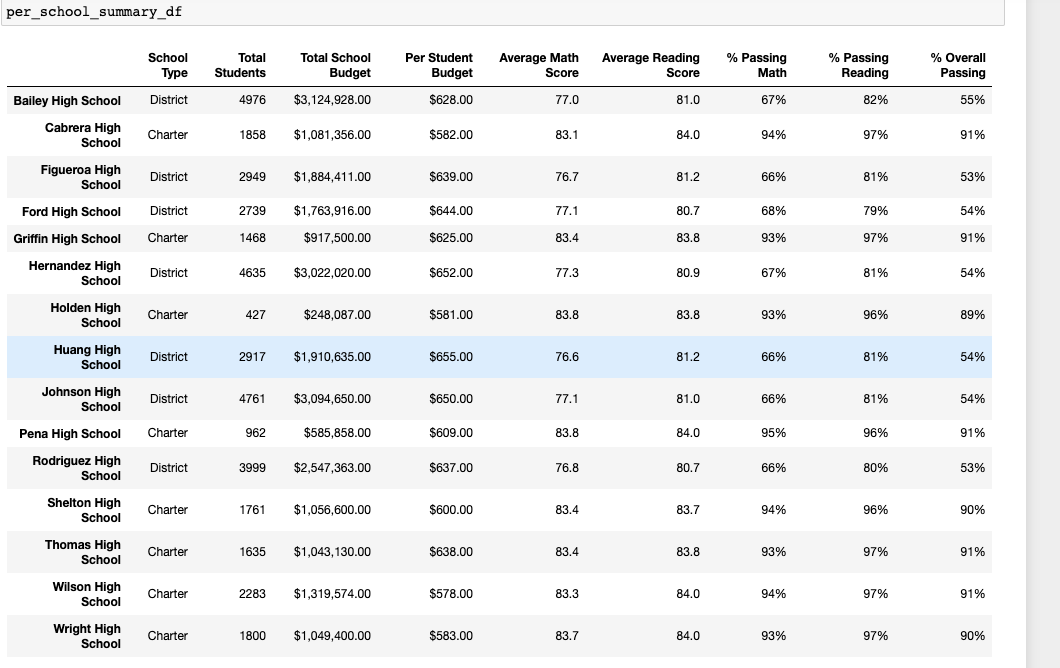 per_school_summary_df
School Type Total Students Total School Budget Per Student Budget Average Math Score Average Reading Score % Passing Math % Passing Reading % Overall Passing
Bailey High School District 4976 $3,124,928.00 $628.00 77.0 81.0 67% 82% 55%
Cabrera High School Charter 1858 $1,081,356.00 $582.00 83.1 84.0 94% 97% 91%
Figueroa High School District 2949 $1,884,411.00 $639.00 76.7 81.2 66% 81% 53%
Ford High School District 2739 $1,763,916.00 $644.00 77.1 80.7 68% 79% 54%
Griffin High School Charter 1468 $917,500.00 $625.00 83.4 83.8 93% 97% 91%
Hernandez High School District 4635 $3,022,020.00 $652.00 77.3 80.9 67% 81% 54%
Holden High School Charter 427 $248,087.00 $581.00 83.8 83.8 93% 96% 89%
Huang High School District 2917 $1,910,635.00 $655.00 76.6 81.2 66% 81% 54%
Johnson High School District 4761 $3,094,650.00 $650.00 77.1 81.0 66% 81% 54%
Pena High School Charter 962 $585,858.00 $609.00 83.8 84.0 95% 96% 91%
Rodriguez High School District 3999 $2,547,363.00 $637.00 76.8 80.7 66% 80% 53%
Shelton High School Charter 1761 $1,056,600.00 $600.00 83.4 83.7 94% 96% 90%
Thomas High School Charter 1635 $1,043,130.00 $638.00 83.4 83.8 93% 97% 91%
Wilson High School Charter 2283 $1,319,574.00 $578.00 83.3 84.0 94% 97% 91%
Wright High School Charter 1800 $1,049,400.00 $583.00 83.7 84.0 93% 97% 90%